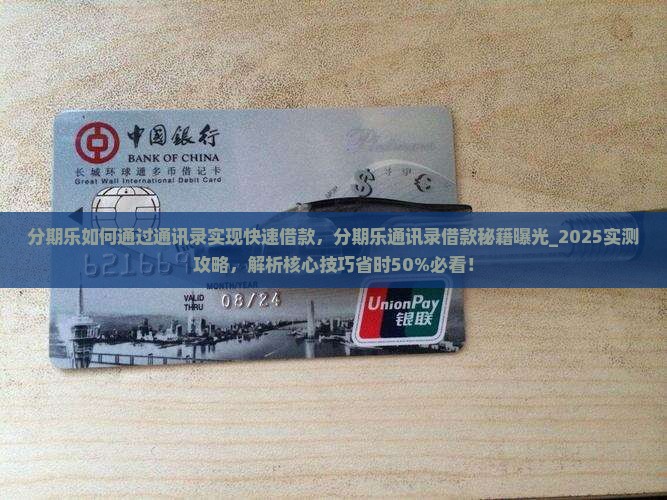 中国银行
BANK OF CHINA
长城环球通多币借记卡
Great Wall International Debit Card
Platinum
分期乐如何通过通讯录实现快速借款，分期乐通讯录借款秘籍曝光_2025实测
攻略，解析核心技巧省时50%必看！
MONTH/YEAR
VALID
THRU
08/24
UnionPay
银联